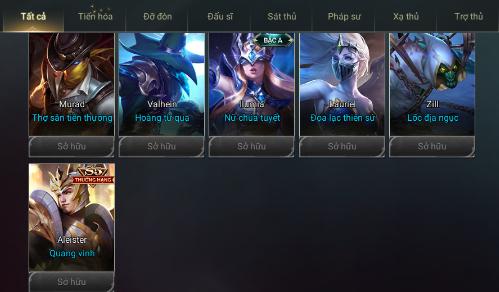 Tất cả Tiến hóa Đỡ đòn Đấu sĩ Sát thủ Pháp sư Xạ thủ Trợ thủ
BẬC A
Murad Valhein Ilumia Lauriel Zill
Thợ săn tiền thưởng Hoàng tử quạ Nữ chúa tuyết Đọa lạc thiên sứ Lốc địa ngục
Sở hữu Sở hữu Sở hữu Sở hữu Sở hữu
THƯỞNG HẠNG
Aleister
Quang vinh
Sở hữu